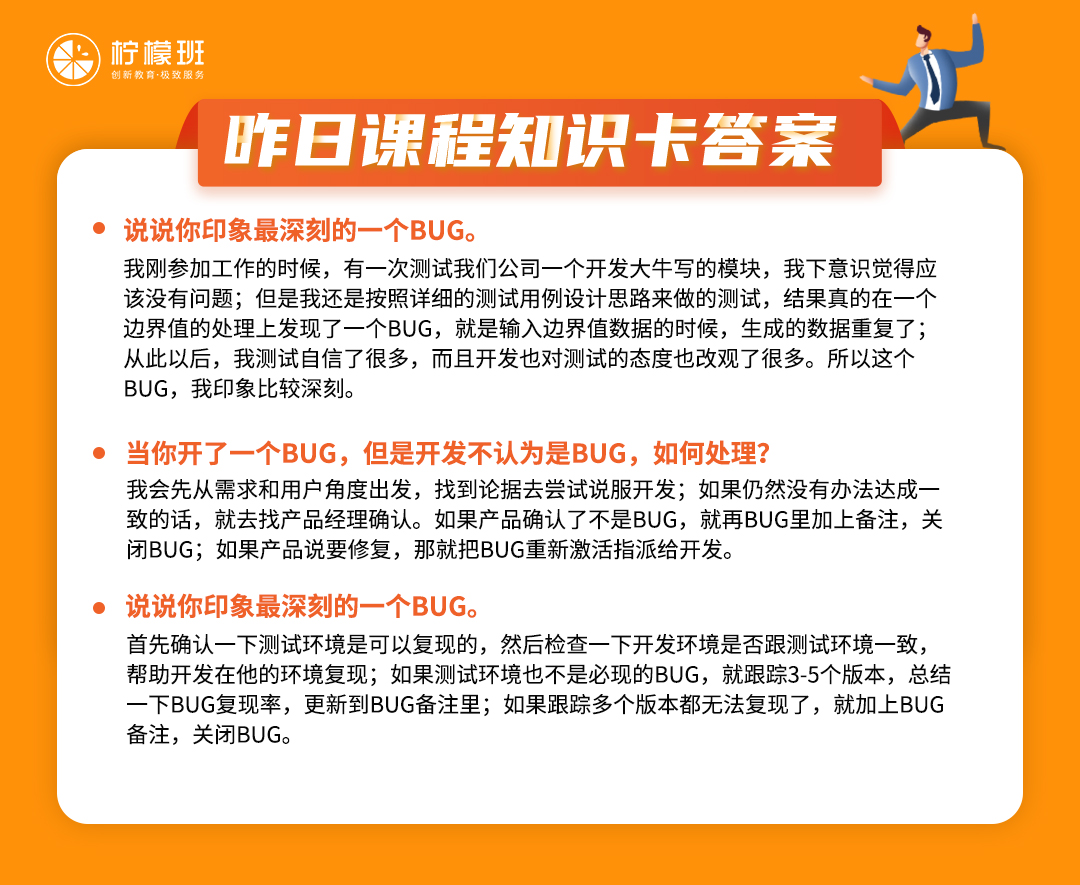 柠檬班
创新教育·极致服务
昨日课程知识卡答案
说说你印象最深刻的一个BUG。
我刚参加工作的时候，有一次测试我们公司一个开发大牛写的模块，我下意识觉得应
该没有问题；但是我还是按照详细的测试用例设计思路来做的测试，结果真的在一个
边界值的处理上发现了一个BUG，就是输入边界值数据的时候，生成的数据重复了；
从此以后，我测试自信了很多，而且开发也对测试的态度也改观了很多。所以这个
BUG，我印象比较深刻。
当你开了一个BUG，但是开发不认为是BUG，如何处理？
我会先从需求和用户角度出发，找到论据去尝试说服开发；如果仍然没有办法达成一
致的话，就去找产品经理确认。如果产品确认了不是BUG，就再BUG里加上备注，关
闭BUG；如果产品说要修复，那就把BUG重新激活指派给开发。
说说你印象最深刻的一个BUG。
首先确认一下测试环境是可以复现的，然后检查一下开发环境是否跟测试环境一致，
帮助开发在他的环境复现；如果测试环境也不是必现的BUG，就跟踪3-5个版本，总结
一下BUG复现率，更新到BUG备注里；如果跟踪多个版本都无法复现了，就加上BUG
备注，关闭BUG。